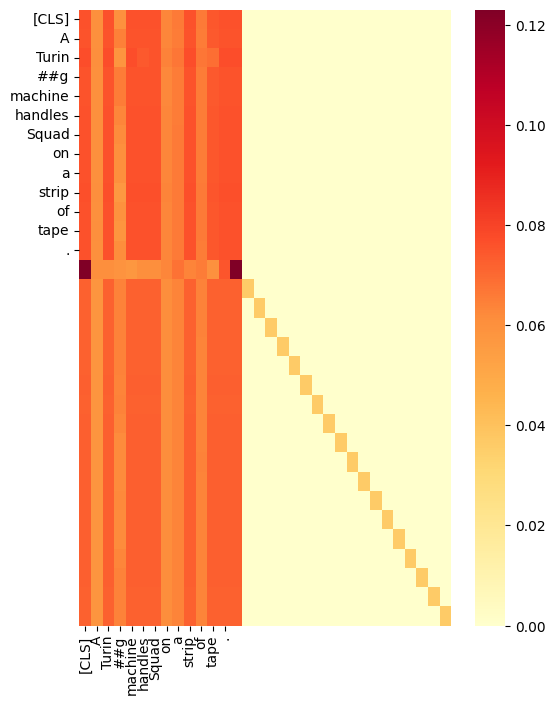 [CLS]
A
Turin
##g
machine
handles
Squad
on
a
strip
of
tape
.
0.12
0.10
0.08
0.06
0.04
0.02
0.00
[CLS]
A
Turin
##g
machine
handles
Squad
on
a
strip
of
tape
.